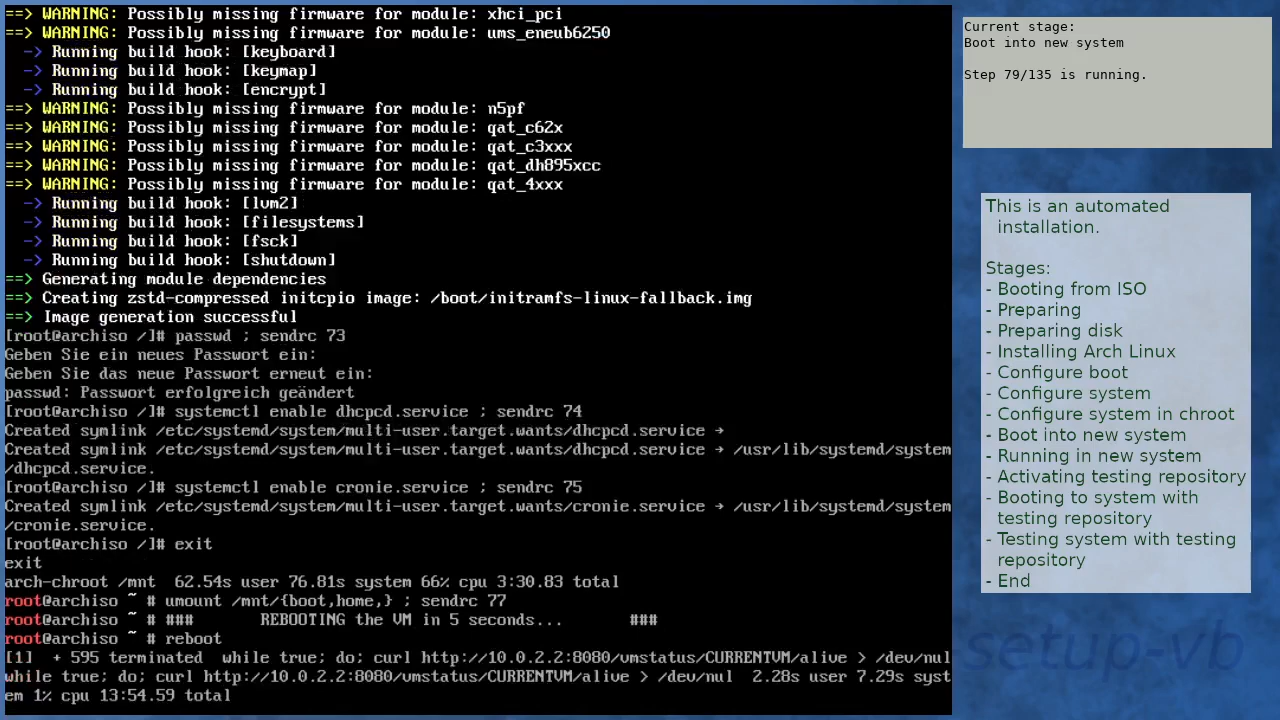 ==> WARNING: Possibly missing firmware for module: xhci_pci
==> WARNING: Possibly missing firmware for module: ums_eneub6250
  -> Running build hook: [keyboard]
  -> Running build hook: [keymap]
  -> Running build hook: [encrypt]
==> WARNING: Possibly missing firmware for module: n5pf
==> WARNING: Possibly missing firmware for module: qat_c62x
==> WARNING: Possibly missing firmware for module: qat_c3xxx
==> WARNING: Possibly missing firmware for module: qat_dh895xcc
==> WARNING: Possibly missing firmware for module: qat_4xxx
  -> Running build hook: [lvm2]
  -> Running build hook: [filesystems]
  -> Running build hook: [fsck]
  -> Running build hook: [shutdown]
==> Generating module dependencies
==> Creating zstd-compressed initcpio image: /boot/initramfs-linux-fallback.img
==> Image generation successful
[root@archiso /]# passwd ; sendrc 73
Geben Sie ein neues Passwort ein:
Geben Sie das neue Passwort erneut ein:
passwd: Passwort erfolgreich geändert
[root@archiso /]# systemctl enable dhcpcd.service ; sendrc 74
Created symlink /etc/systemd/system/multi-user.target.wants/dhcpcd.service →
Created symlink /etc/systemd/system/multi-user.target.wants/dhcpcd.service → /usr/lib/systemd/system
/dhcpcd.service.
[root@archiso /]# systemctl enable cronie.service ; sendrc 75
Created symlink /etc/systemd/system/multi-user.target.wants/cronie.service → /usr/lib/systemd/system
/cronie.service.
[root@archiso /]# exit
exit
arch-chroot /mnt  62.54s user 76.81s system 66% cpu 3:30.83 total
root@archiso ~ # umount /mnt/{boot,home,} ; sendrc 77
root@archiso ~ # ###       REBOOTING the VM in 5 seconds...       ###
root@archiso ~ # reboot
[1]  + 595 terminated  while true; do; curl http://10.0.2.2:8080/vmstatus/CURRENTVM/alive > /dev/nul
while true; do; curl http://10.0.2.2:8080/vmstatus/CURRENTVM/alive > /dev/nul  2.28s user 7.29s syst
em 1% cpu 13:54.59 total
Current stage:
Boot into new system
Step 79/135 is running.
This is an automated
installation.
Stages:
- Booting from ISO
- Preparing
- Preparing disk
- Installing Arch Linux
- Configure boot
- Configure system
- Configure system in chroot
- Boot into new system
- Running in new system
- Activating testing repository
- Booting to system with
testing repository
- Testing system with testing
repository
- End
setup-vb